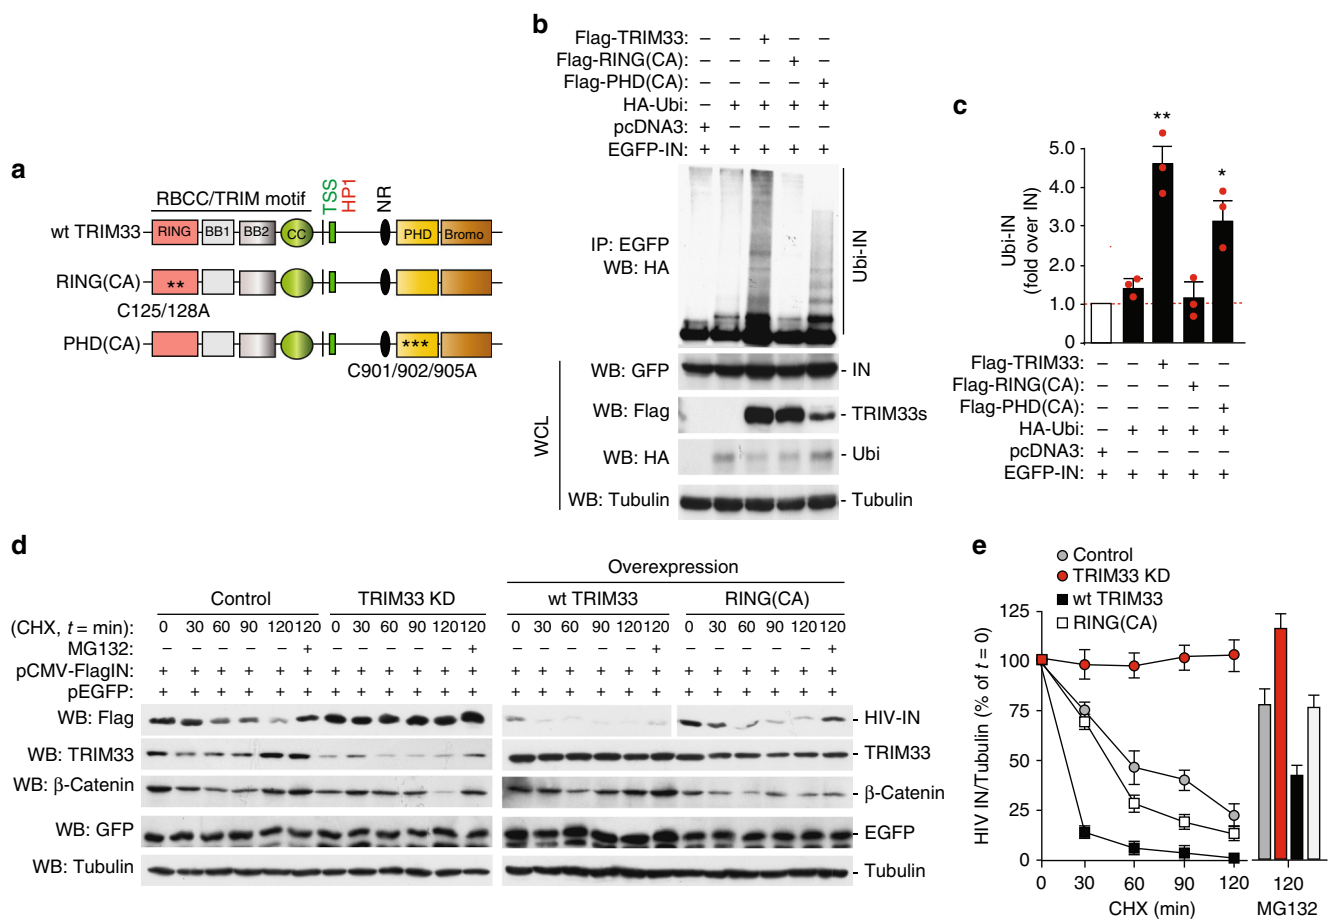 a
RBCC/TRIM motif
TSS
HP1
NR
wt TRIM33
RING
BB1
BB2
CC
PHD
Bromo
RING(CA)
**
C125/128A
PHD(CA)
***
C901/902/905A
b
Flag-TRIM33: – – + – –
Flag-RING(CA): – – – + –
Flag-PHD(CA): – – – – +
HA-Ubi: – + + + +
pcDNA3: + – – – –
EGFP-IN: + + + + +
IP: EGFP
WB: HA
Ubi-IN
WCL
WB: GFP
- IN
WB: Flag
- TRIM33s
WB: HA
- Ubi
WB: Tubulin
- Tubulin
c
Ubi-IN
(fold over IN)
5.0
4.0
3.0
2.0
1.0
0
**
*
Flag-TRIM33: – – + – –
Flag-RING(CA): – – – + –
Flag-PHD(CA): – – – – +
HA-Ubi: – + + + +
pcDNA3: + – – – –
EGFP-IN: + + + + +
d
Overexpression
Control
TRIM33 KD
wt TRIM33
RING(CA)
(CHX, t = min): 0 30 60 90 120 120 0 30 60 90 120 120 0 30 60 90 120 120 0 30 60 90 120 120
MG132: – – – – – + – – – – – + – – – – – + – – – – – +
pCMV-FlagIN: + + + + + + + + + + + + + + + + + + + + + + + +
pEGFP: + + + + + + + + + + + + + + + + + + + + + + + +
WB: Flag
- HIV-IN
WB: TRIM33
- TRIM33
WB: β-Catenin
- β-Catenin
WB: GFP
- EGFP
WB: Tubulin
- Tubulin
e
Control
TRIM33 KD
wt TRIM33
RING(CA)
HIV IN/Tubulin (% of t = 0)
125
100
75
50
25
0
0 30 60 90 120
CHX (min)
120
MG132